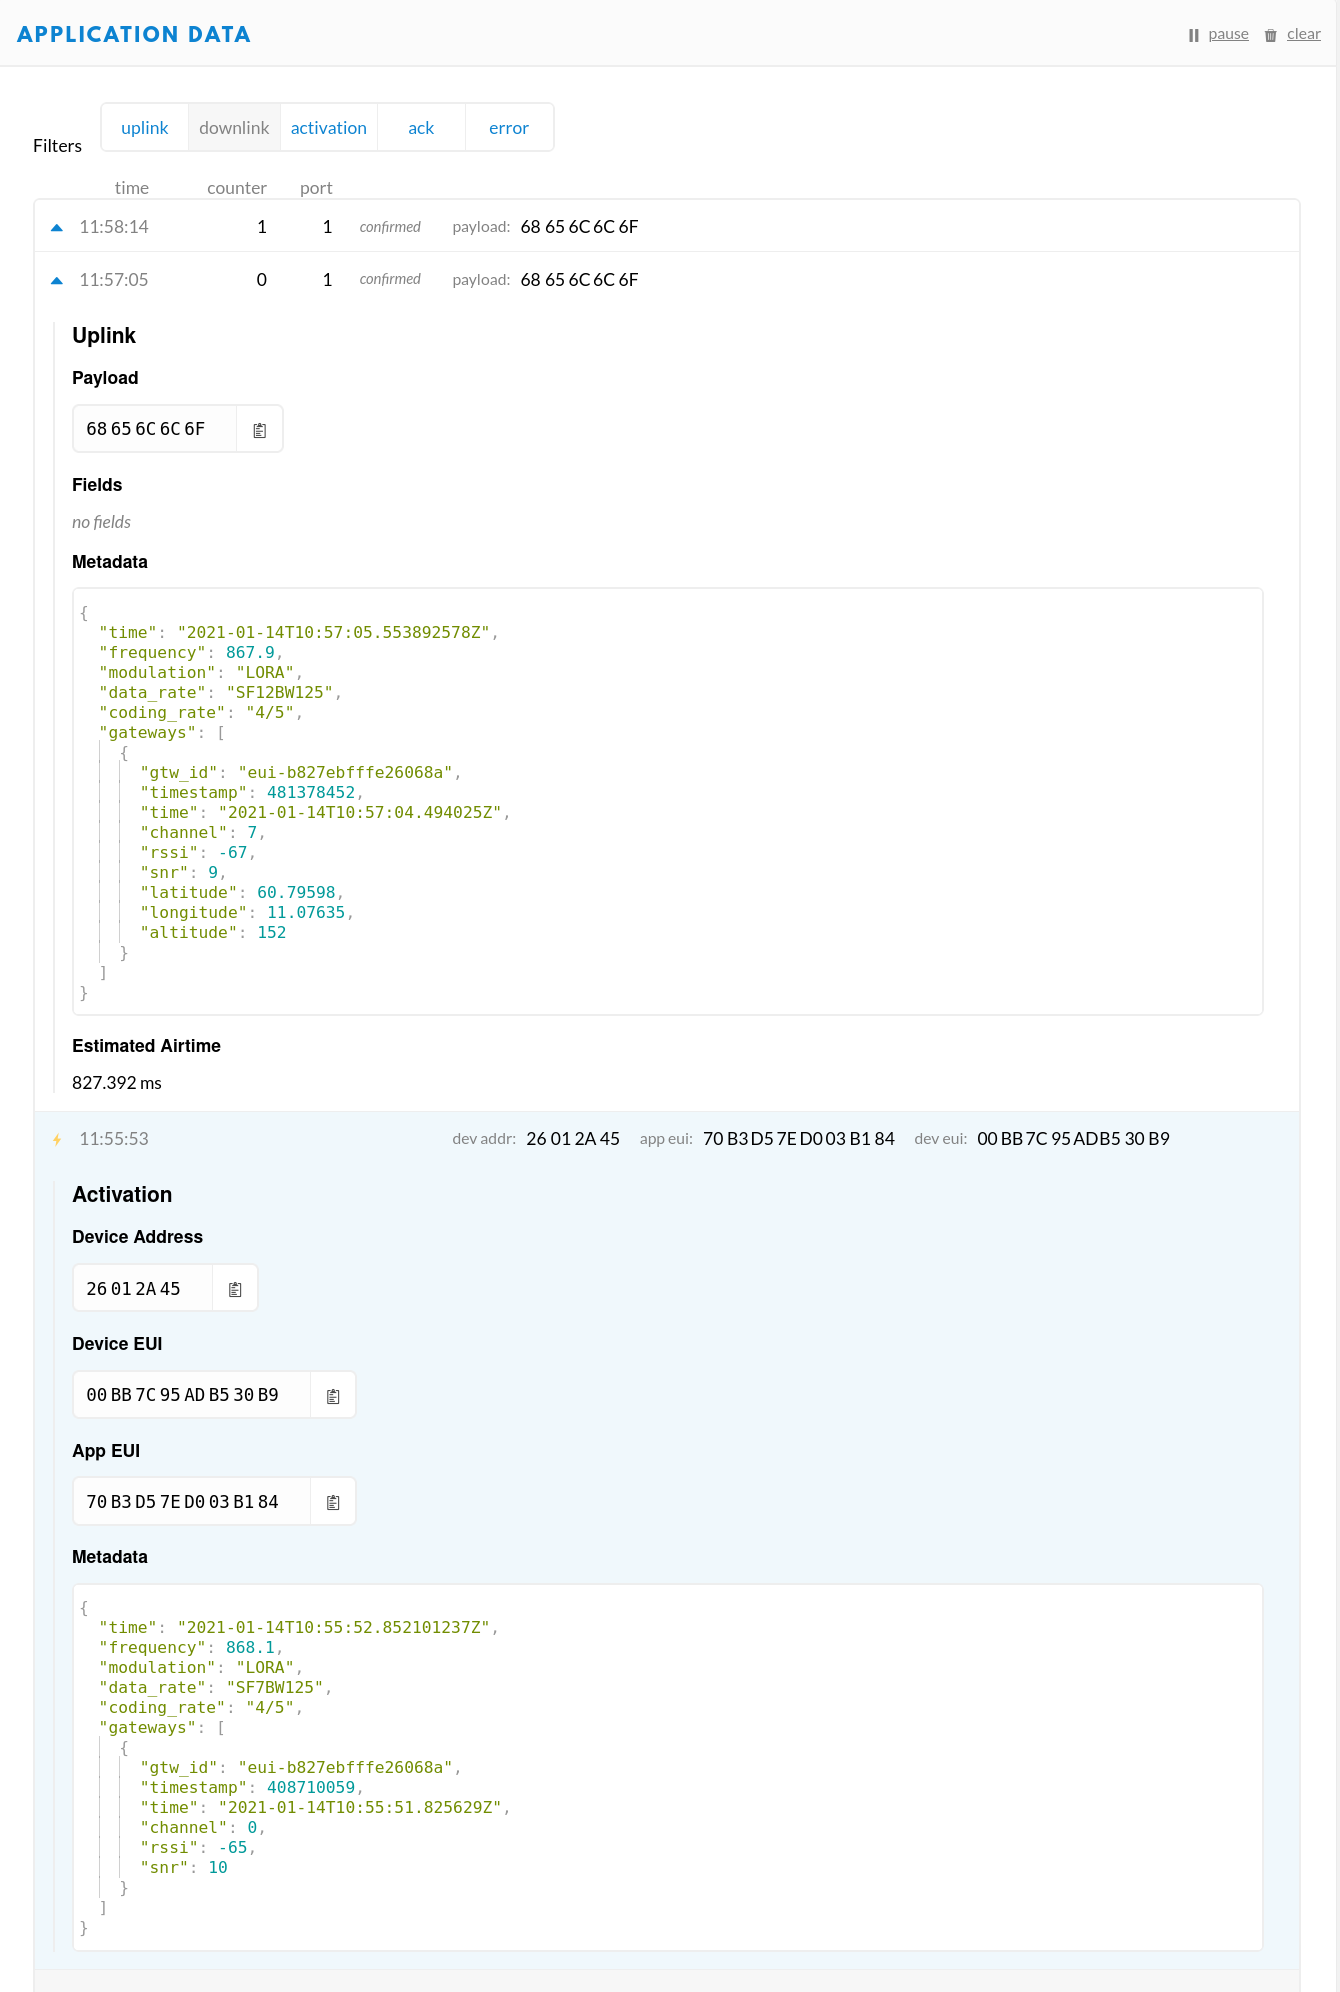 APPLICATION DATA
pause clear
Filters uplink downlink activation ack error
time counter port
11:58:14 1 1 confirmed payload: 68 65 6C 6C 6F
11:57:05 0 1 confirmed payload: 68 65 6C 6C 6F
Uplink
Payload
68 65 6C 6C 6F
Fields
no fields
Metadata
{
  "time": "2021-01-14T10:57:05.553892578Z",
  "frequency": 867.9,
  "modulation": "LORA",
  "data_rate": "SF12BW125",
  "coding_rate": "4/5",
  "gateways": [
    {
      "gtw_id": "eui-b827ebfffe26068a",
      "timestamp": 481378452,
      "time": "2021-01-14T10:57:04.494025Z",
      "channel": 7,
      "rssi": -67,
      "snr": 9,
      "latitude": 60.79598,
      "longitude": 11.07635,
      "altitude": 152
    }
  ]
}
Estimated Airtime
827.392 ms
11:55:53 dev addr: 26 01 2A 45 app eui: 70 B3 D5 7E D0 03 B1 84 dev eui: 00 BB 7C 95 AD B5 30 B9
Activation
Device Address
26 01 2A 45
Device EUI
00 BB 7C 95 AD B5 30 B9
App EUI
70 B3 D5 7E D0 03 B1 84
Metadata
{
  "time": "2021-01-14T10:55:52.852101237Z",
  "frequency": 868.1,
  "modulation": "LORA",
  "data_rate": "SF7BW125",
  "coding_rate": "4/5",
  "gateways": [
    {
      "gtw_id": "eui-b827ebfffe26068a",
      "timestamp": 408710059,
      "time": "2021-01-14T10:55:51.825629Z",
      "channel": 0,
      "rssi": -65,
      "snr": 10
    }
  ]
}